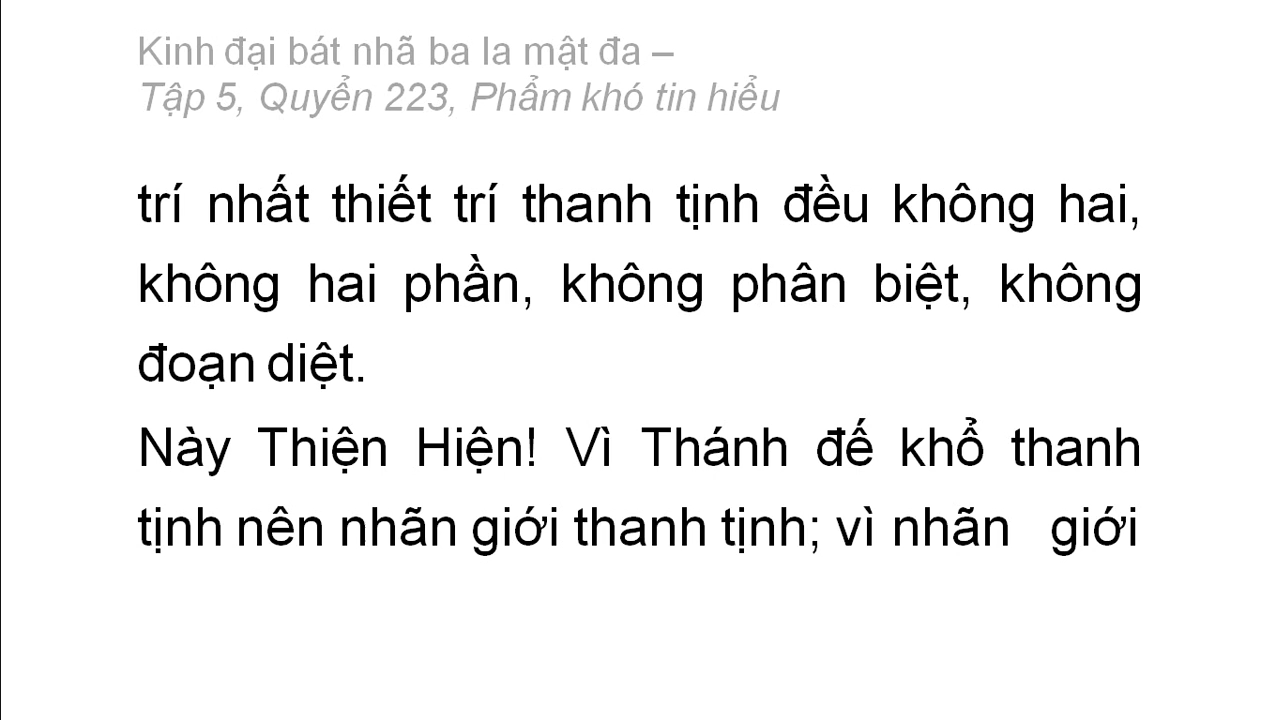 Kinh đại bát nhã ba la mật đa –
Tập 5, Quyển 223, Phẩm khó tin hiểu
trí nhất thiết trí thanh tịnh đều không hai,
không hai phần, không phân biệt, không
đoạn diệt.
Này Thiện Hiện! Vì Thánh đế khổ thanh
tịnh nên nhãn giới thanh tịnh; vì nhãn giới